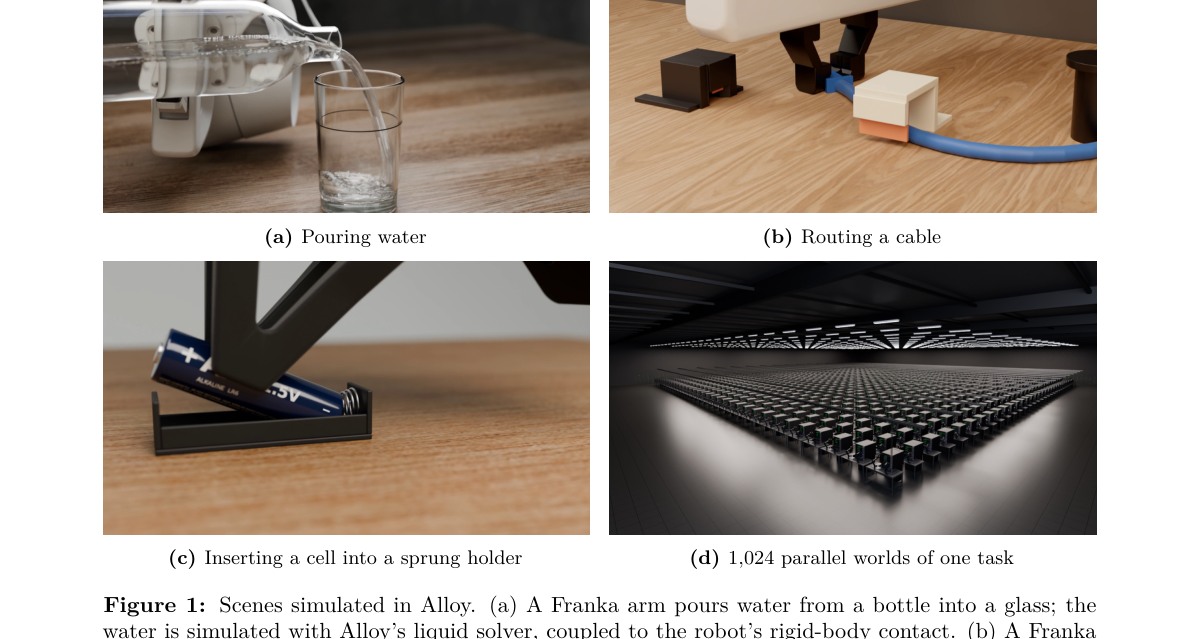 (a) Pouring water
(b) Routing a cable
ALKALINE
(c) Inserting a cell into a sprung holder
(d) 1,024 parallel worlds of one task
Figure 1: Scenes simulated in Alloy. (a) A Franka arm pours water from a bottle into a glass; the
water is simulated with Alloy's liquid solver, coupled to the robot's rigid-body contact. (b) A Franka